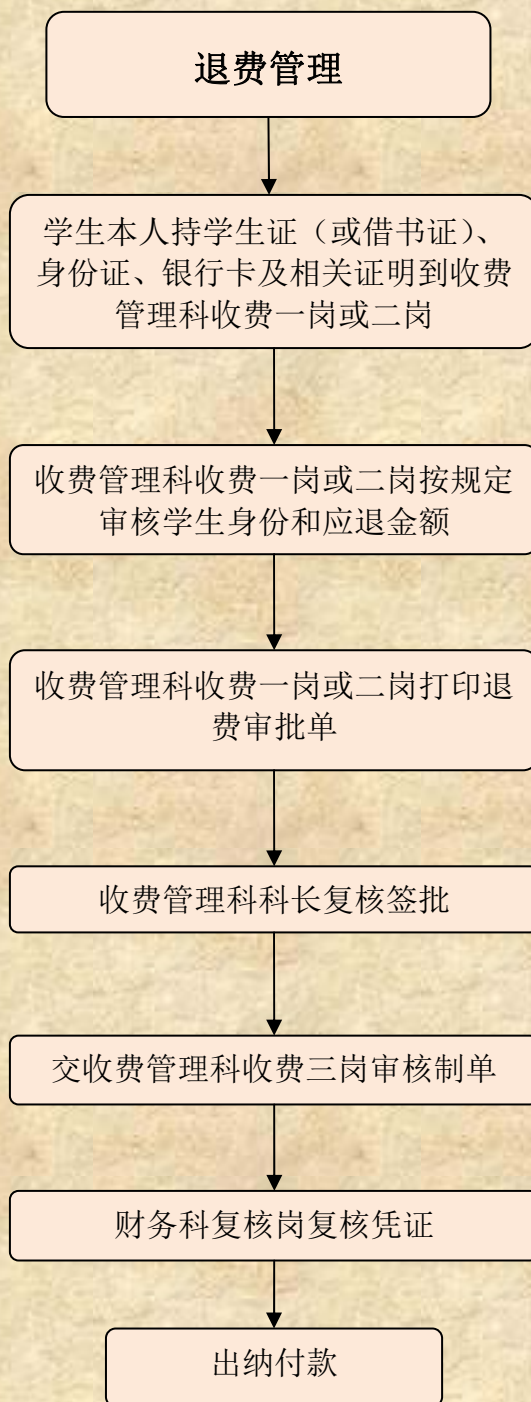 退费管理
学生本人持学生证（或借书证）、
身份证、银行卡及相关证明到收费
管理科收费一岗或二岗
收费管理科收费一岗或二岗按规定
审核学生身份和应退金额
收费管理科收费一岗或二岗打印退
费审批单
收费管理科科长复核签批
交收费管理科收费三岗审核制单
财务科复核岗复核凭证
出纳付款